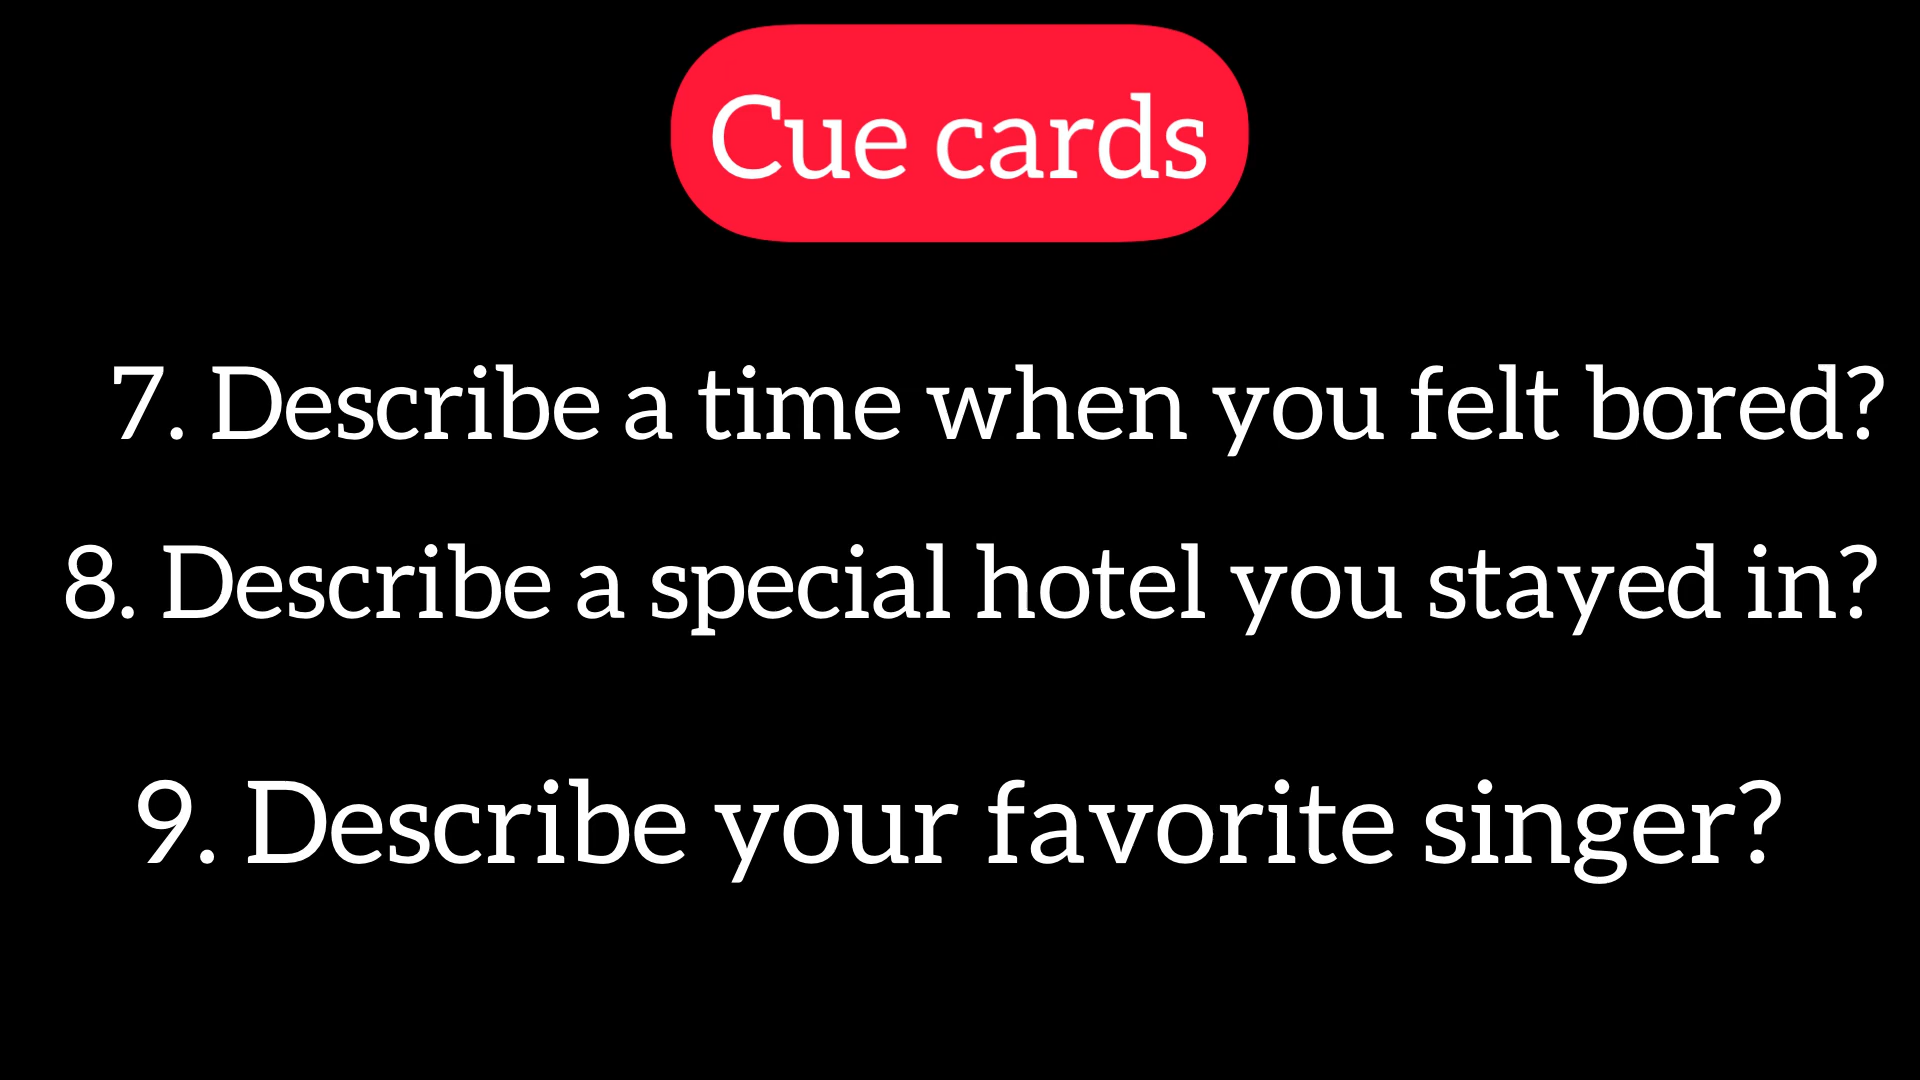 Cue cards
7. Describe a time when you felt bored?
8. Describe a special hotel you stayed in?
9. Describe your favorite singer?